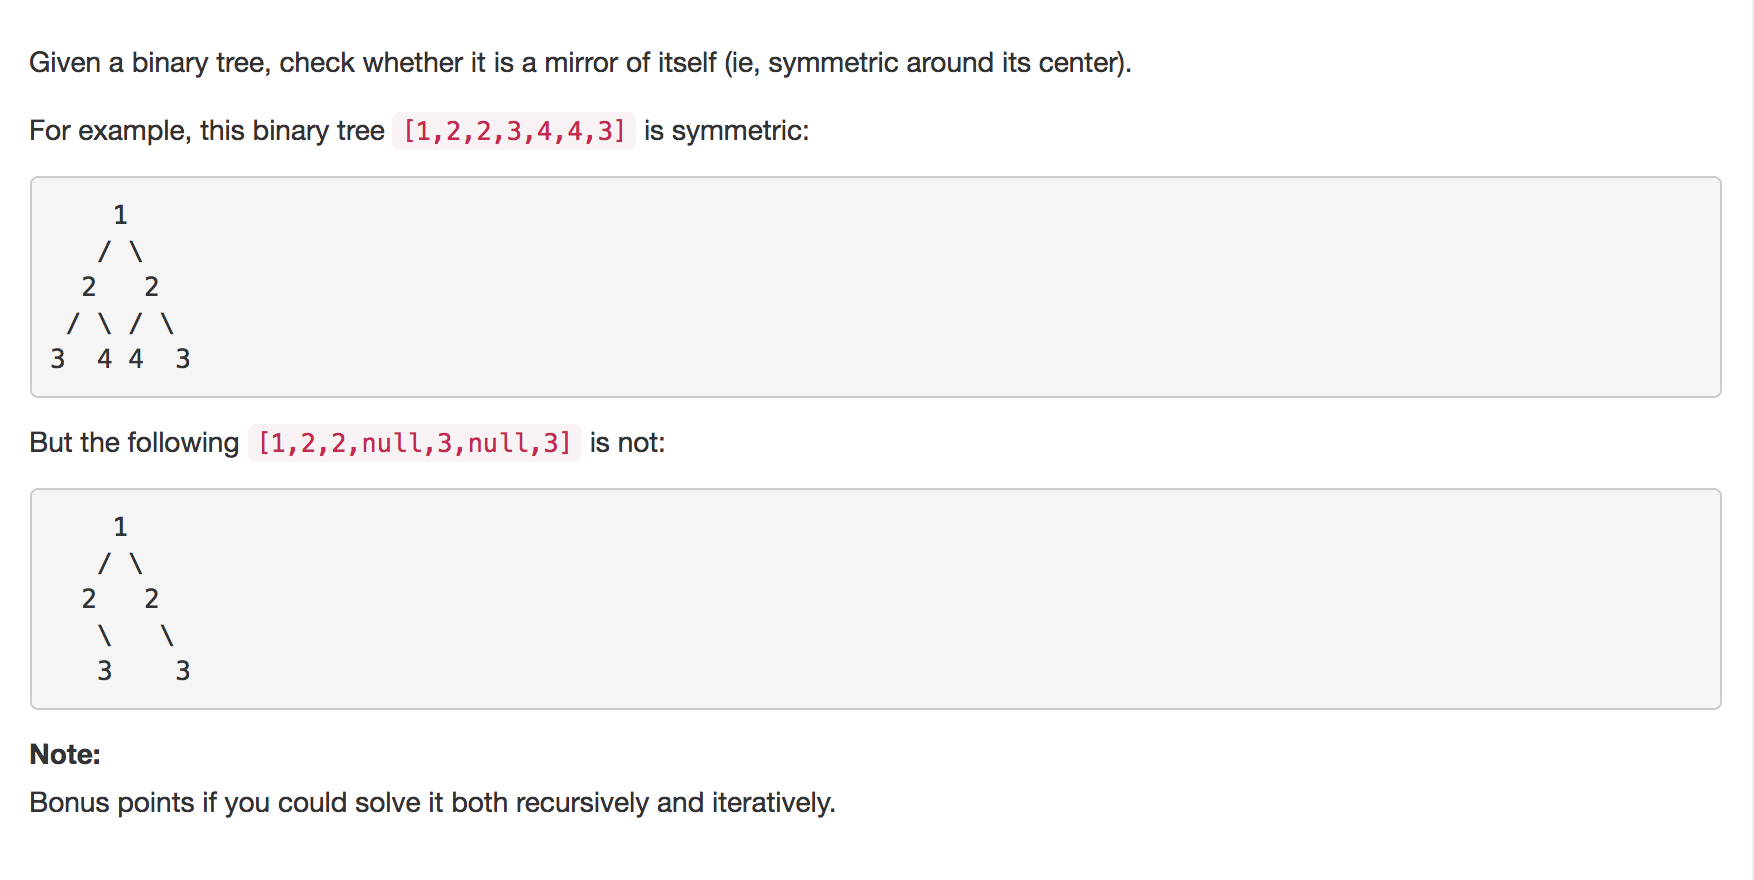 Given a binary tree, check whether it is a mirror of itself (ie, symmetric around its center).
For example, this binary tree [1,2,2,3,4,4,3] is symmetric:
    1
   / \
  2   2
 / \ / \
3  4 4  3
But the following [1,2,2,null,3,null,3] is not:
    1
   / \
  2   2
   \   \
   3    3
Note:
Bonus points if you could solve it both recursively and iteratively.